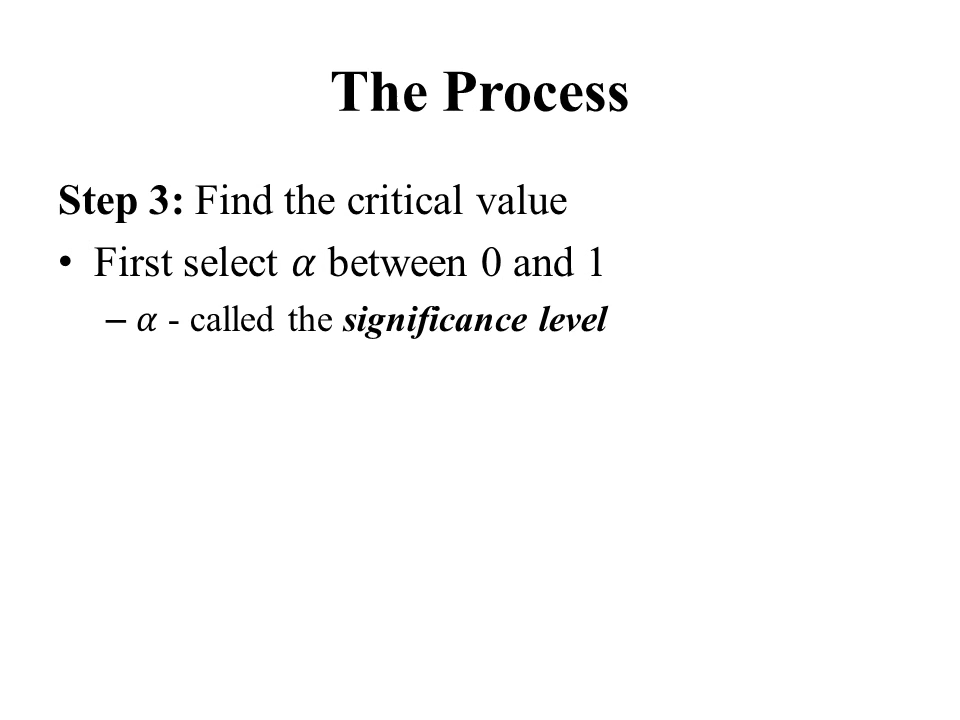 The Process
Step 3: Find the critical value
• First select 𝛼 between 0 and 1
– 𝛼 - called the significance level